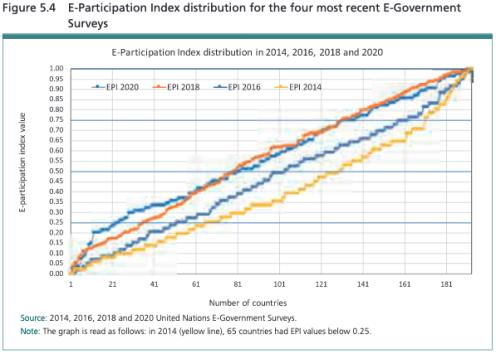 Figure 5.4 E-Participation Index distribution for the four most recent E-Government
Surveys
E-Participation Index distribution in 2014, 2016, 2018 and 2020
EPI 2020 EPI 2018 EPI 2016 EPI 2014
E-participation index value
1.00
0.95
0.90
0.85
0.80
0.75
0.70
0.65
0.60
0.55
0.50
0.45
0.40
0.35
0.30
0.25
0.20
0.15
0.10
0.05
0.00
1 21 41 61 81 101 121 141 161 181
Number of countries
Source: 2014, 2016, 2018 and 2020 United Nations E-Government Surveys.
Note: The graph is read as follows: in 2014 (yellow line), 65 countries had EPI values below 0.25.